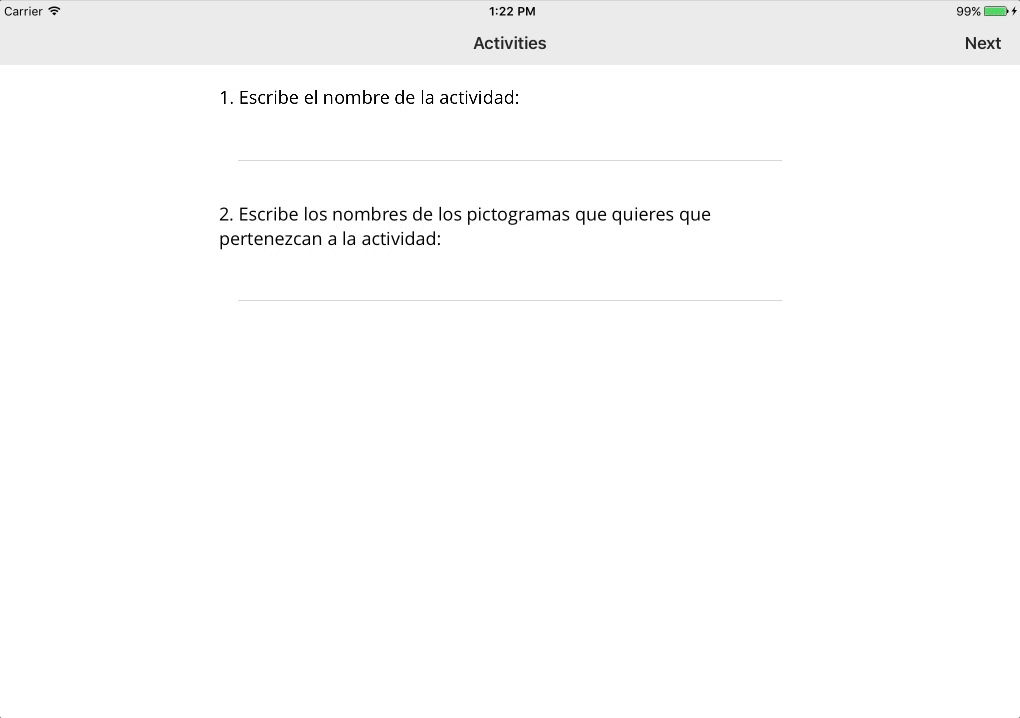 Carrier
1:22 PM
99%
Activities
Next
1. Escribe el nombre de la actividad:
2. Escribe los nombres de los pictogramas que quieres que
pertenezcan a la actividad: